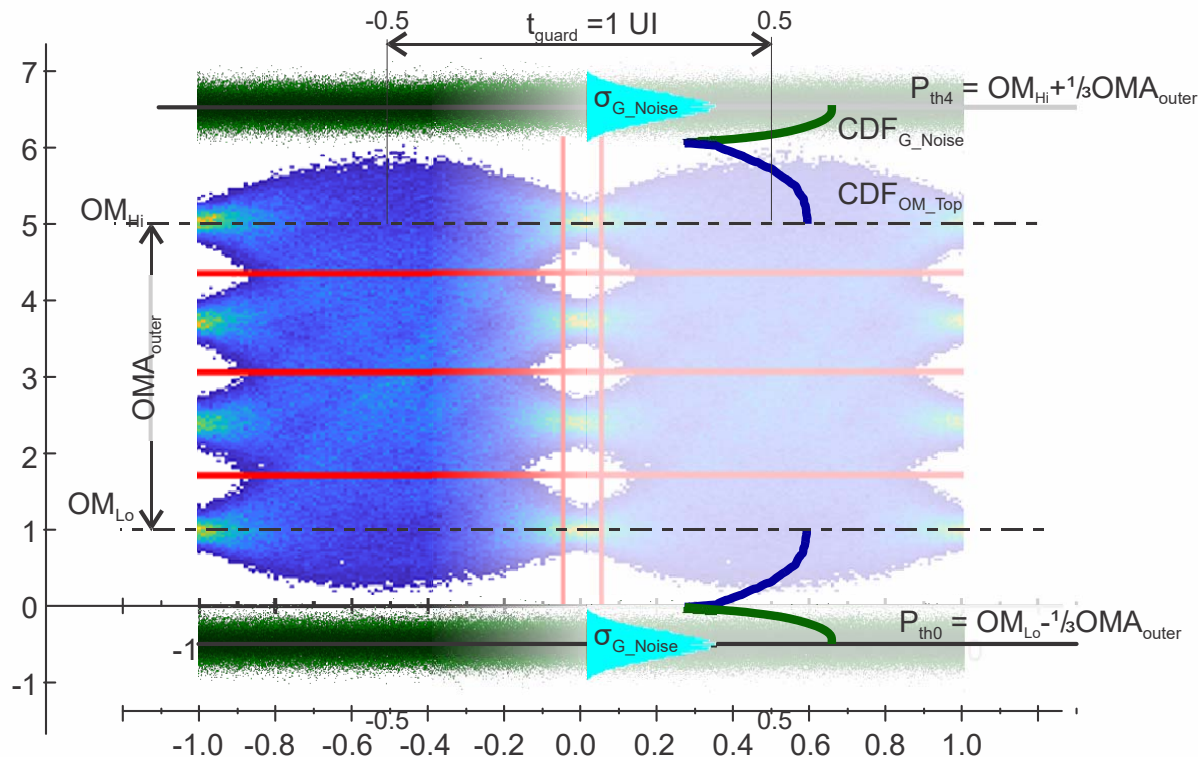 -0.5 t_guard =1 UI 0.5
7
σ_G_Noise
P_th4 = OM_Hi+⅓OMA_outer
CDF_G_Noise
6
CDF_OM_Top
OM_Hi
5
4
OMA_outer
3
2
OM_Lo
1
0
σ_G_Noise
P_th0 = OM_Lo-⅓OMA_outer
-1
0
-1
-0.5 0.5
-1.0 -0.8 -0.6 -0.4 -0.2 0.0 0.2 0.4 0.6 0.8 1.0